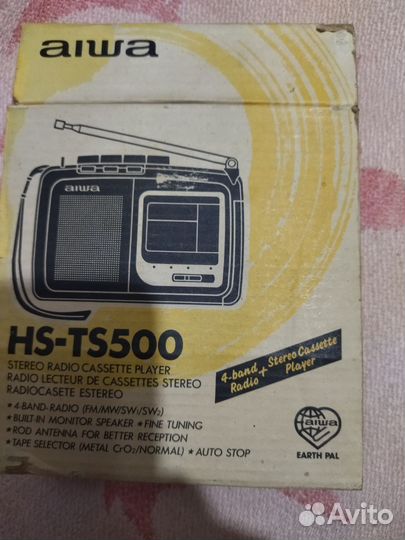 aiwa
aiwa
HS-TS500
STEREO RADIO CASSETTE PLAYER
RADIO LECTEUR DE CASSETTES STEREO
RADIOCASETE ESTEREO
4-band Radio + Stereo Cassette Player
★4-BAND-RADIO (FM/MW/SW1/SW2)
★BUILT-IN MONITOR SPEAKER ★FINE TUNING
★ROD ANTENNA FOR BETTER RECEPTION
★TAPE SELECTOR (METAL CrO2/NORMAL) ★AUTO STOP
aiwa
EARTH PAL
Avito